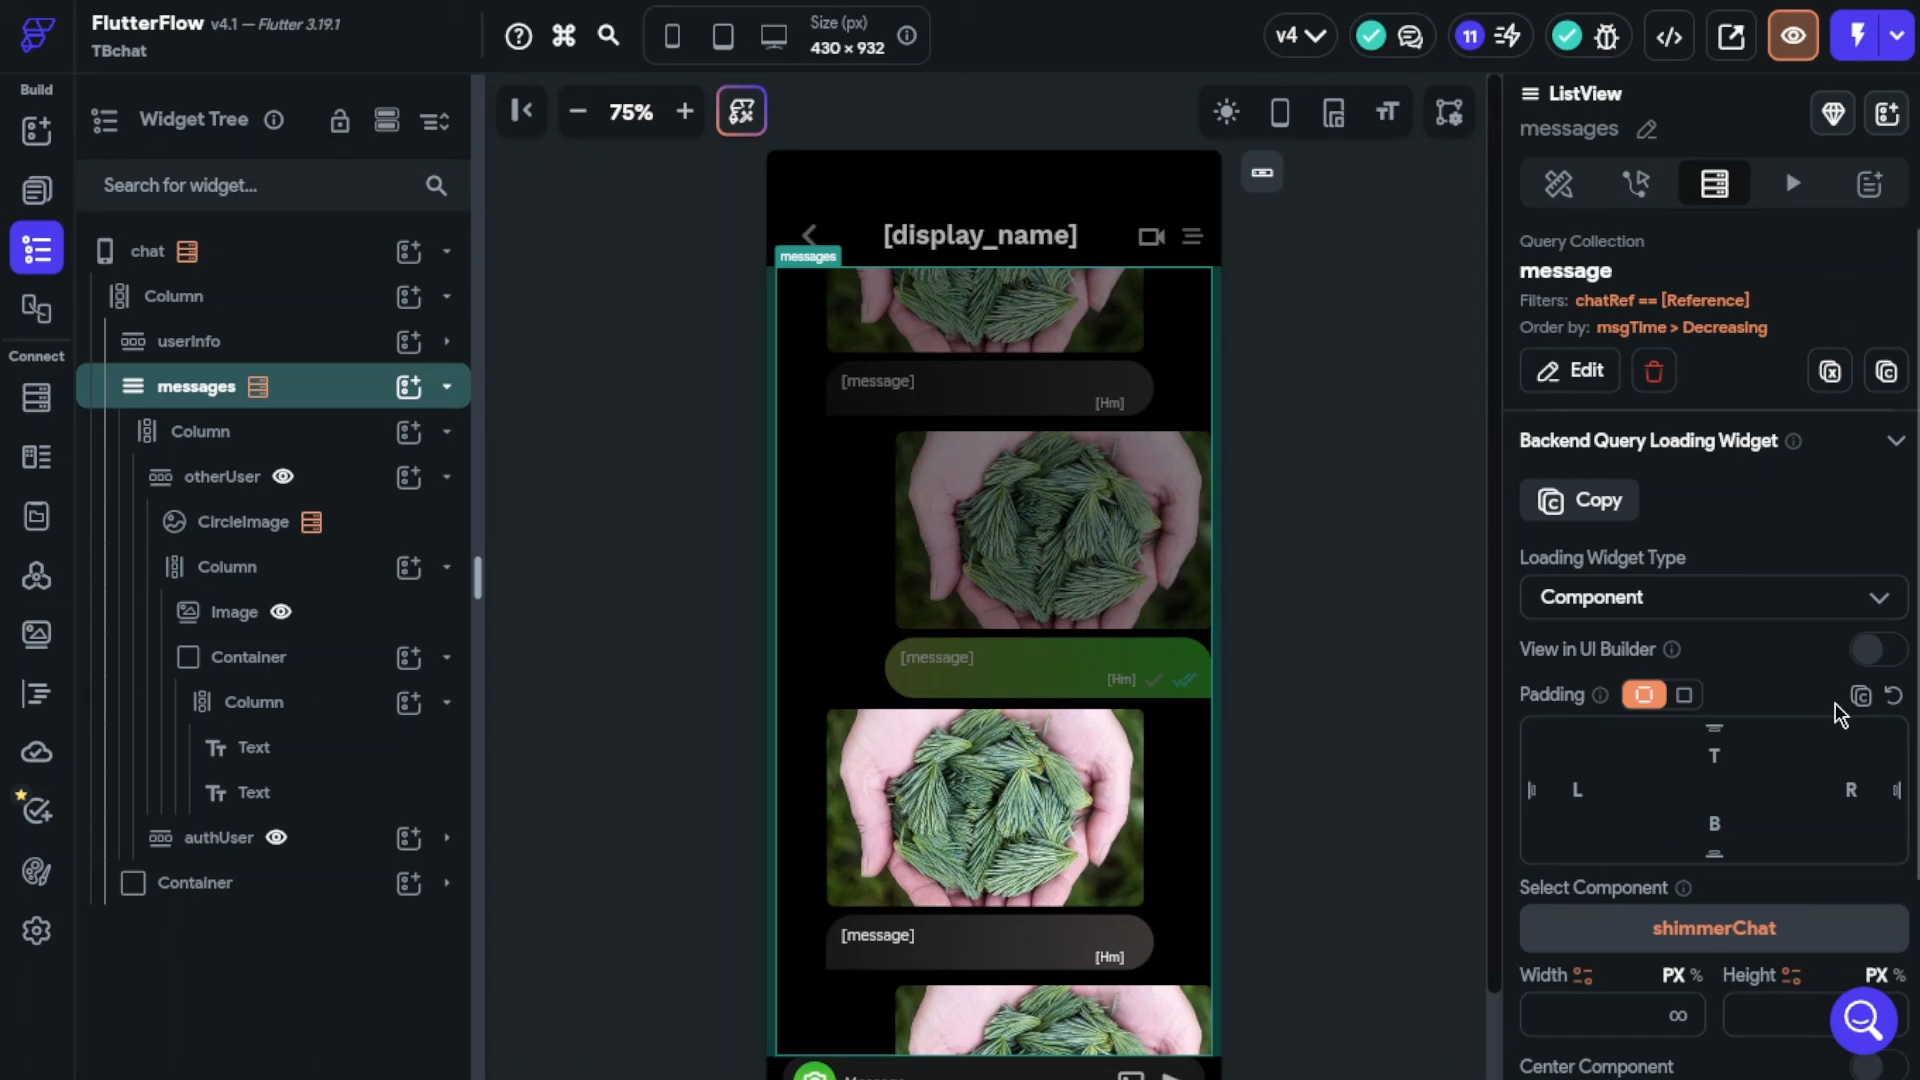 FlutterFlow v4.1 — Flutter 3.19.1
TBchat
Size (px)
430 × 932
v4
11
Build
Connect
Widget Tree
Search for widget...
chat
Column
userInfo
messages
Column
otherUser
CircleImage
Column
Image
Container
Column
Text
Text
authUser
Container
75%
[display_name]
messages
[message]
[Hm]
[message]
[Hm]
[message]
[Hm]
ListView
messages
Query Collection
message
Filters: chatRef == [Reference]
Order by: msgTime > Decreasing
Edit
Backend Query Loading Widget
Copy
Loading Widget Type
Component
View in UI Builder
Padding
T
L R
B
Select Component
shimmerChat
Width PX % Height PX %
∞
Center Component